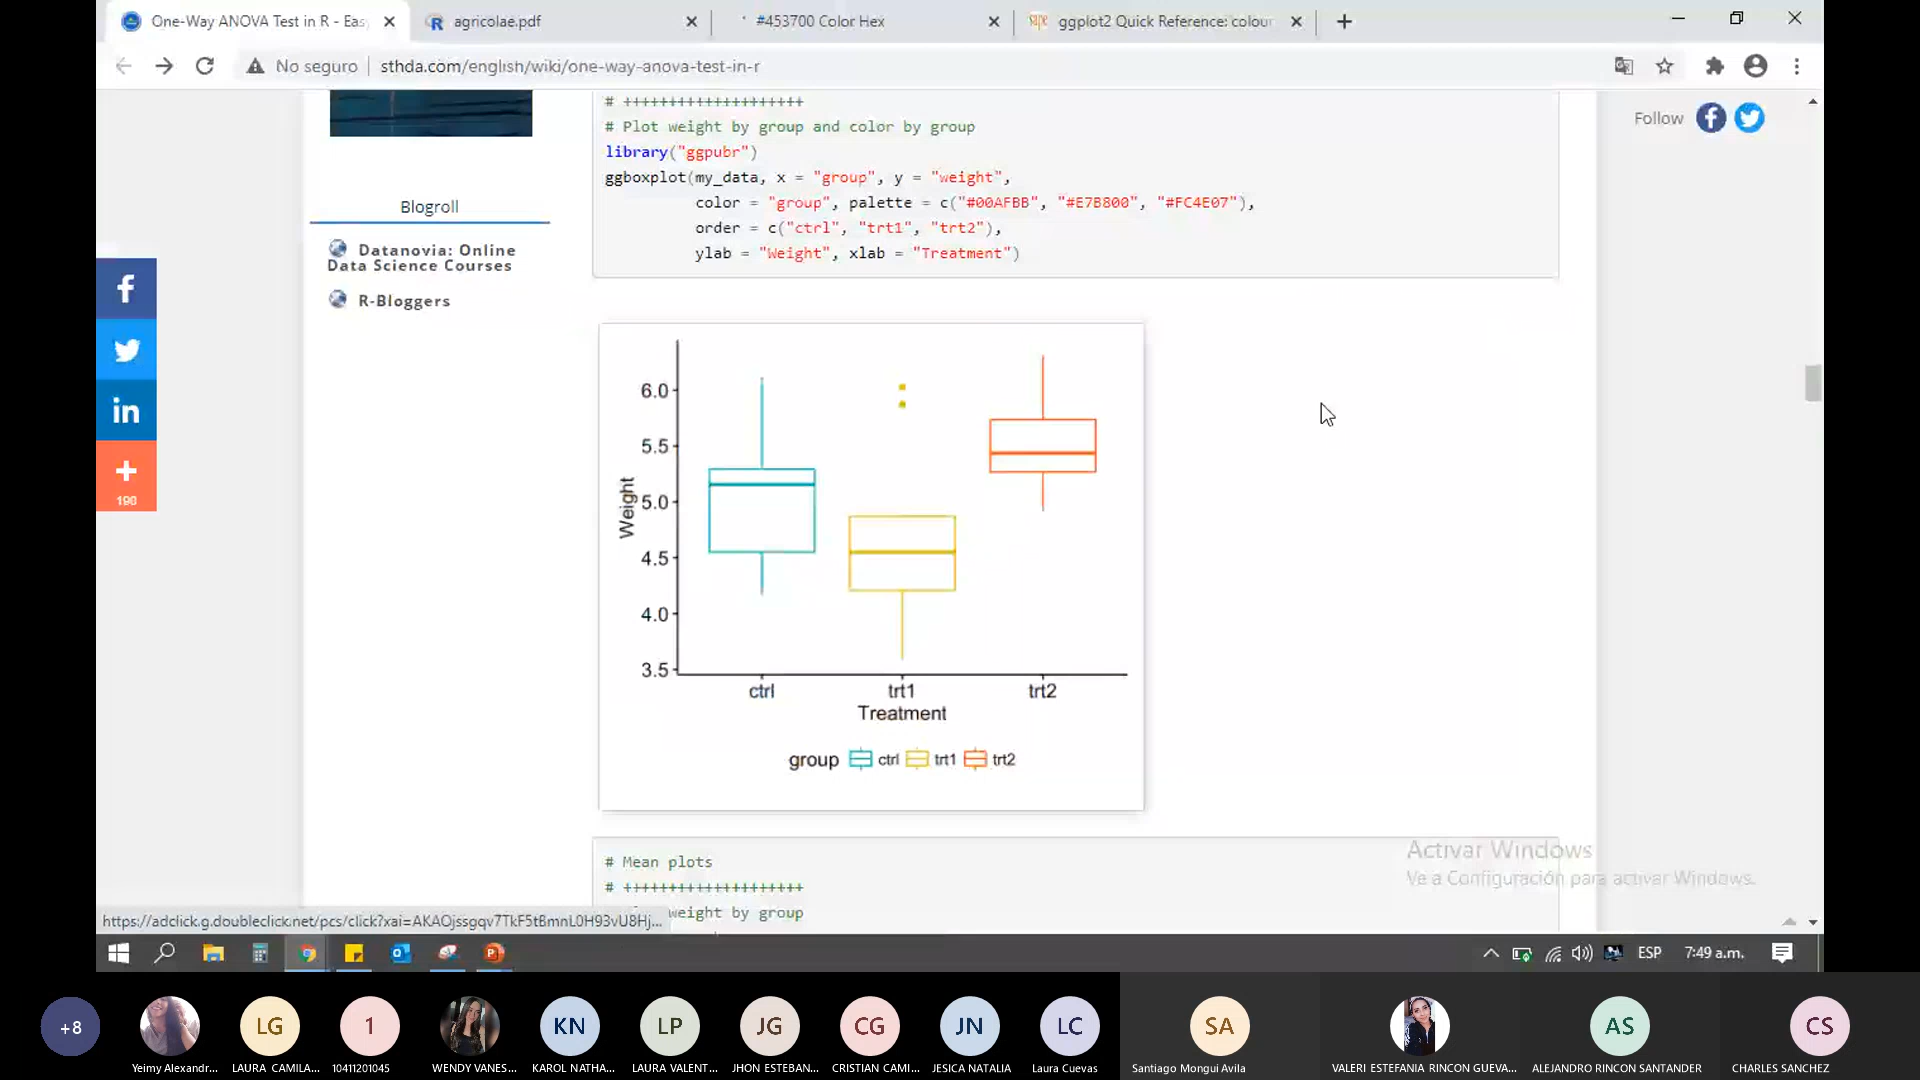 One-Way ANOVA Test in R - Eas
agricolae.pdf
#453700 Color Hex
ggplot2 Quick Reference: colour
No seguro
sthda.com/english/wiki/one-way-anova-test-in-r
# ++++++++++++++++++++
# Plot weight by group and color by group
library("ggpubr")
ggboxplot(my_data, x = "group", y = "weight",
color = "group", palette = c("#00AFBB", "#E7B800", "#FC4E07"),
order = c("ctrl", "trt1", "trt2"),
ylab = "Weight", xlab = "Treatment")
Follow
Blogroll
Datanovia: Online
Data Science Courses
R-Bloggers
198
6.0
5.5
5.0
4.5
4.0
3.5
Weight
ctrl trt1 trt2
Treatment
group ctrl trt1 trt2
# Mean plots
# ++++++++++++++++++++
weight by group
Activar Windows
Ve a Configuración para activar Windows.
ESP
7:49 a.m.
+8
LG
1
KN
LP
JG
CG
JN
LC
SA
AS
CS
Yeimy Alexandr...
LAURA CAMILA...
10411201045
WENDY VANES...
KAROL NATHA...
LAURA VALENT...
JHON ESTEBAN...
CRISTIAN CAMI...
JESICA NATALIA
Laura Cuevas
Santiago Mongui Avila
VALERI ESTEFANIA RINCON GUEVA...
ALEJANDRO RINCON SANTANDER
CHARLES SANCHEZ